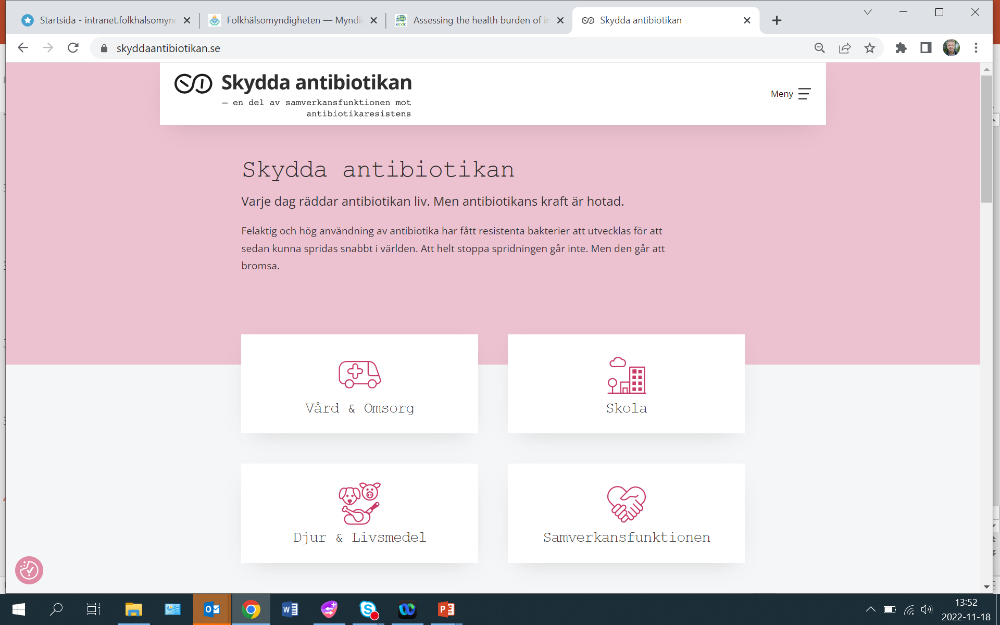 Startsida - intranet.folkhalsomyn
Folkhälsomyndigheten — Myndi
Assessing the health burden of in
Skydda antibiotikan
skyddaantibiotikan.se
Skydda antibiotikan
— en del av samverkansfunktionen mot
antibiotikaresistens
Meny
Skydda antibiotikan
Varje dag räddar antibiotikan liv. Men antibiotikans kraft är hotad.
Felaktig och hög användning av antibiotika har fått resistenta bakterier att utvecklas för att
sedan kunna spridas snabbt i världen. Att helt stoppa spridningen går inte. Men den går att
bromsa.
Vård & Omsorg
Skola
Djur & Livsmedel
Samverkansfunktionen
13:52
2022-11-18